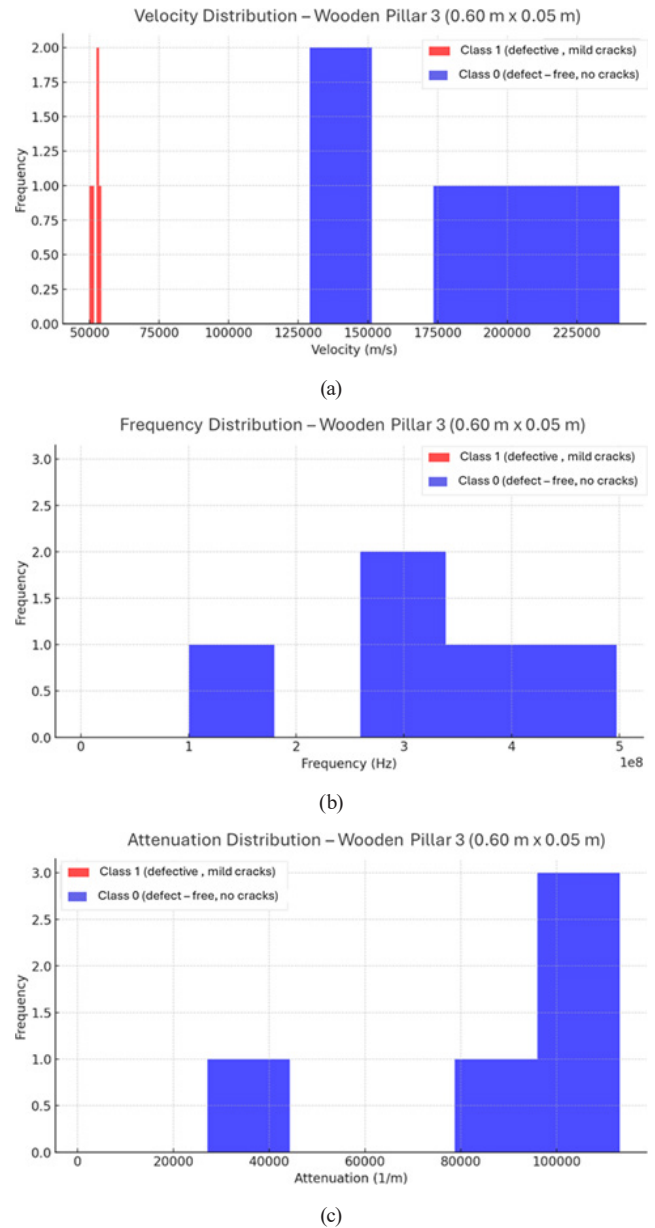 Velocity Distribution – Wooden Pillar 3 (0.60 m x 0.05 m)
Class 1 (defective , mild cracks)
Class 0 (defect – free, no cracks)
Frequency
2.00
1.75
1.50
1.25
1.00
0.75
0.50
0.25
0.00
50000 75000 100000 125000 150000 175000 200000 225000
Velocity (m/s)
(a)
Frequency Distribution – Wooden Pillar 3 (0.60 m x 0.05 m)
Class 1 (defective , mild cracks)
Class 0 (defect – free, no cracks)
Frequency
3.0
2.5
2.0
1.5
1.0
0.5
0.0
0 1 2 3 4 5
1e8
Frequency (Hz)
(b)
Attenuation Distribution – Wooden Pillar 3 (0.60 m x 0.05 m)
Class 1 (defective , mild cracks)
Class 0 (defect – free, no cracks)
Frequency
3.0
2.5
2.0
1.5
1.0
0.5
0.0
0 20000 40000 60000 80000 100000
Attenuation (1/m)
(c)